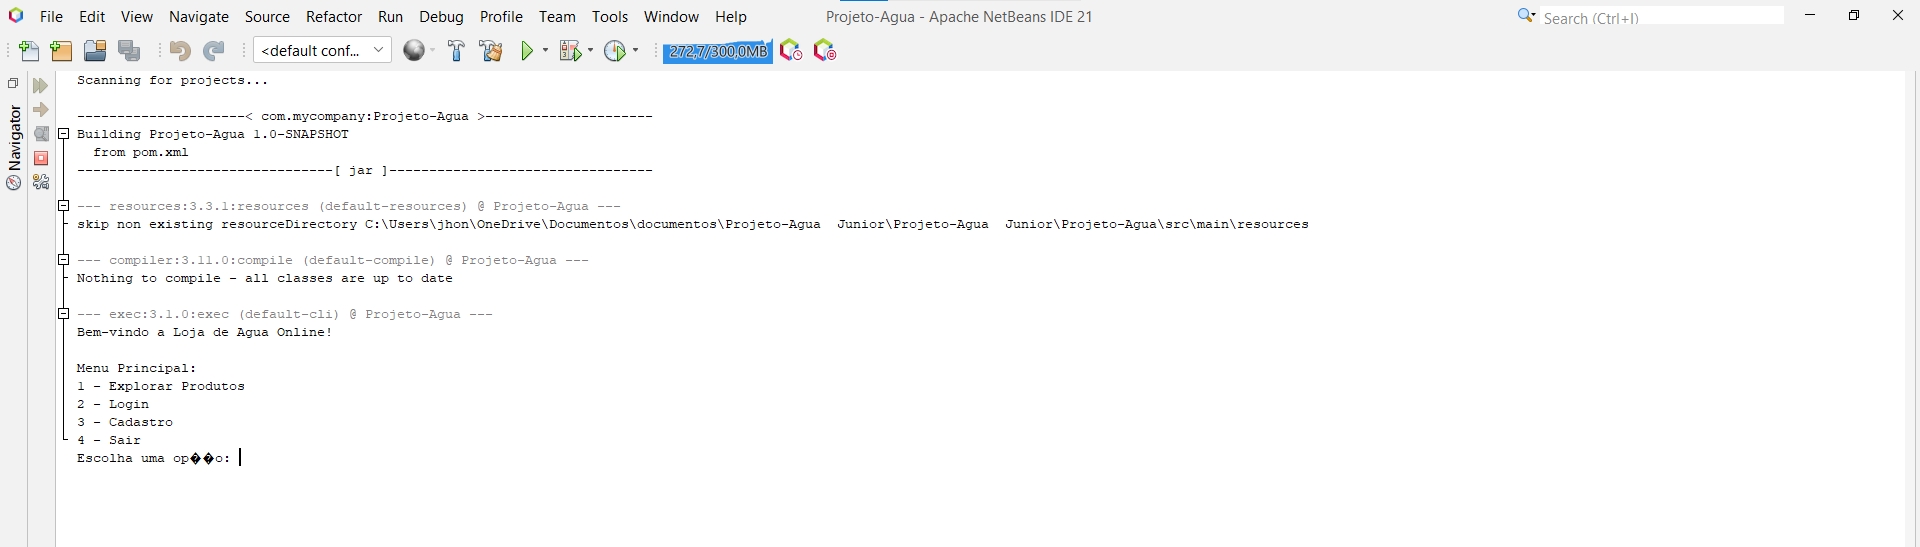 File Edit View Navigate Source Refactor Run Debug Profile Team Tools Window Help Projeto-Agua - Apache NetBeans IDE 21 Search (Ctrl+I)
<default conf... 272,7/300,0MB
Navigator
Scanning for projects...
---------------------< com.mycompany:Projeto-Agua >---------------------
Building Projeto-Agua 1.0-SNAPSHOT
from pom.xml
--------------------------------[ jar ]---------------------------------
--- resources:3.3.1:resources (default-resources) @ Projeto-Agua ---
skip non existing resourceDirectory C:\Users\jhon\OneDrive\Documentos\documentos\Projeto-Agua  Junior\Projeto-Agua  Junior\Projeto-Agua\src\main\resources
--- compiler:3.11.0:compile (default-compile) @ Projeto-Agua ---
Nothing to compile - all classes are up to date
--- exec:3.1.0:exec (default-cli) @ Projeto-Agua ---
Bem-vindo a Loja de Agua Online!
Menu Principal:
1 - Explorar Produtos
2 - Login
3 - Cadastro
4 - Sair
Escolha uma op��o: